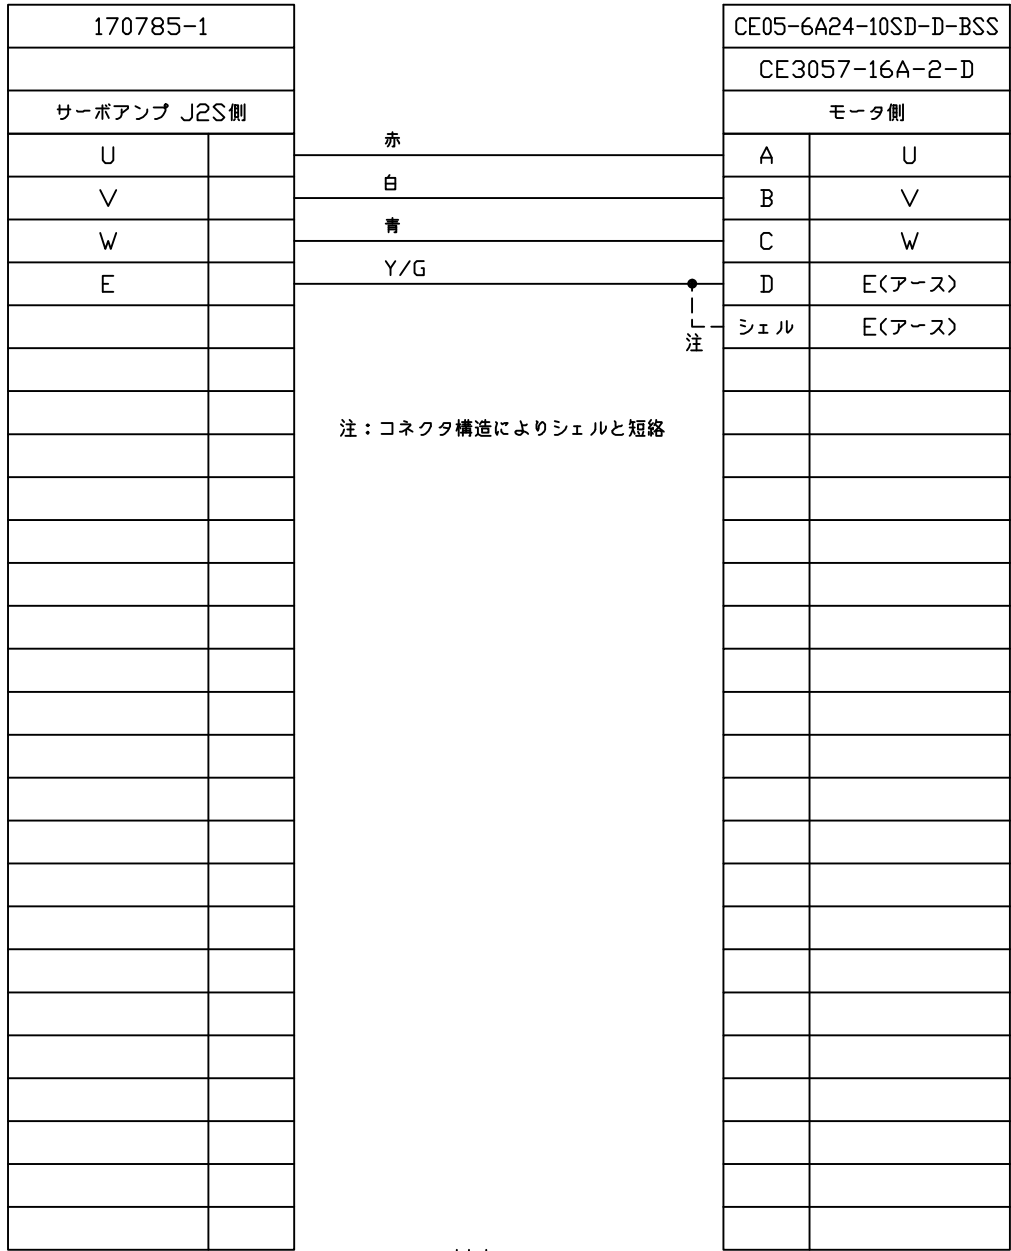 170785-1
CE05-6A24-10SD-D-BSS
CE3057-16A-2-D
サーボアンプ J2S側
モータ側
U 赤 A U
V 白 B V
W 青 C W
E Y/G D E(アース)
シェル E(アース)
注
注：コネクタ構造によりシェルと短絡